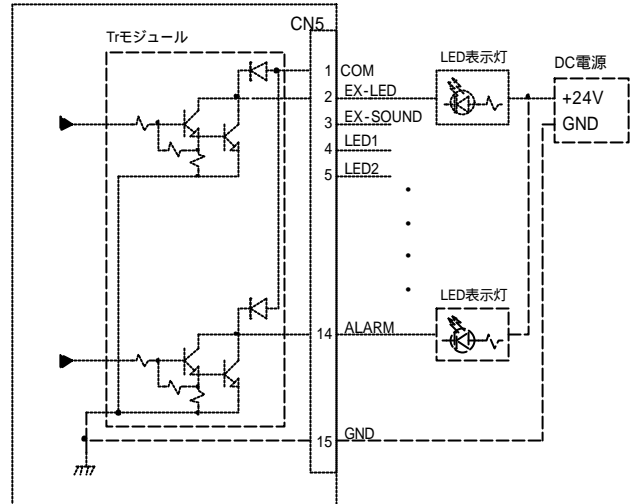 CN5
Trモジュール
LED表示灯
DC電源
1 COM
2 EX-LED
+24V
3 EX-SOUND
GND
4 LED1
5 LED2
LED表示灯
14 ALARM
15 GND